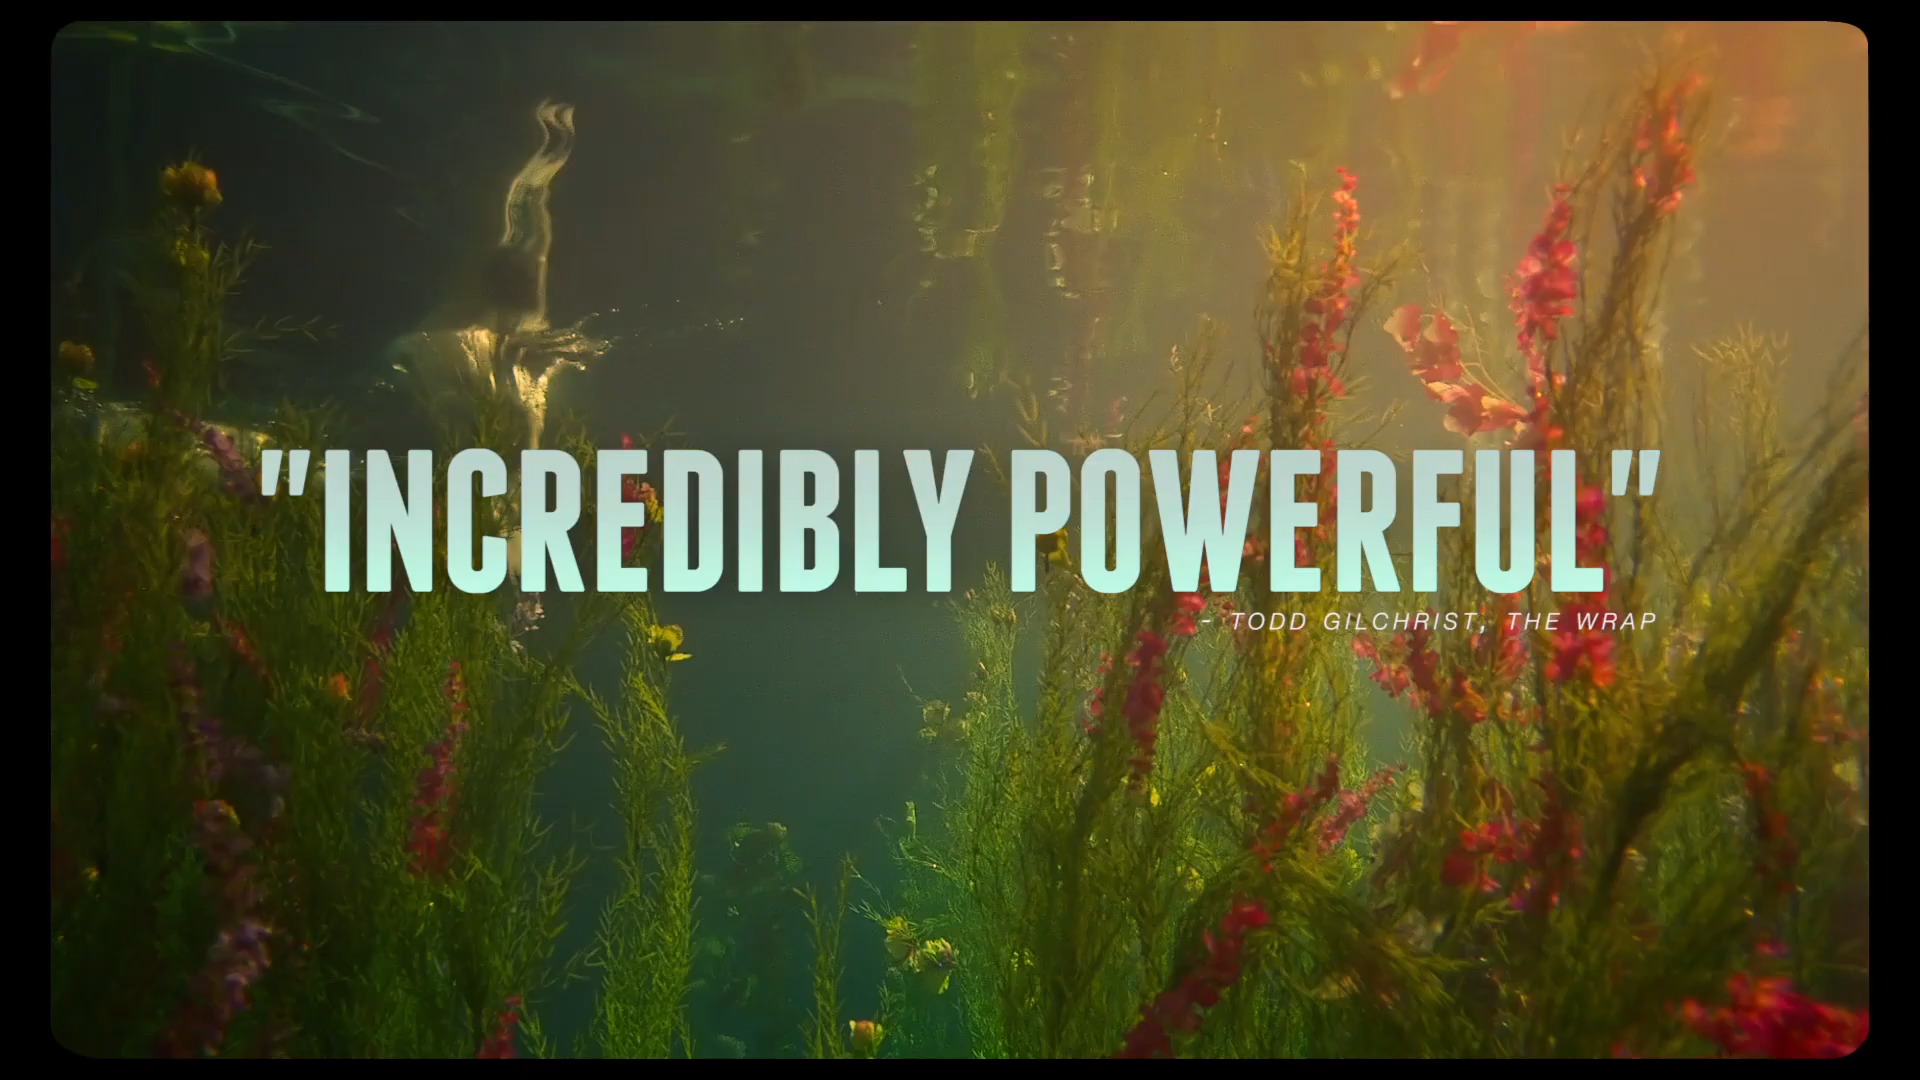 "INCREDIBLY POWERFUL"
- TODD GILCHRIST, THE WRAP